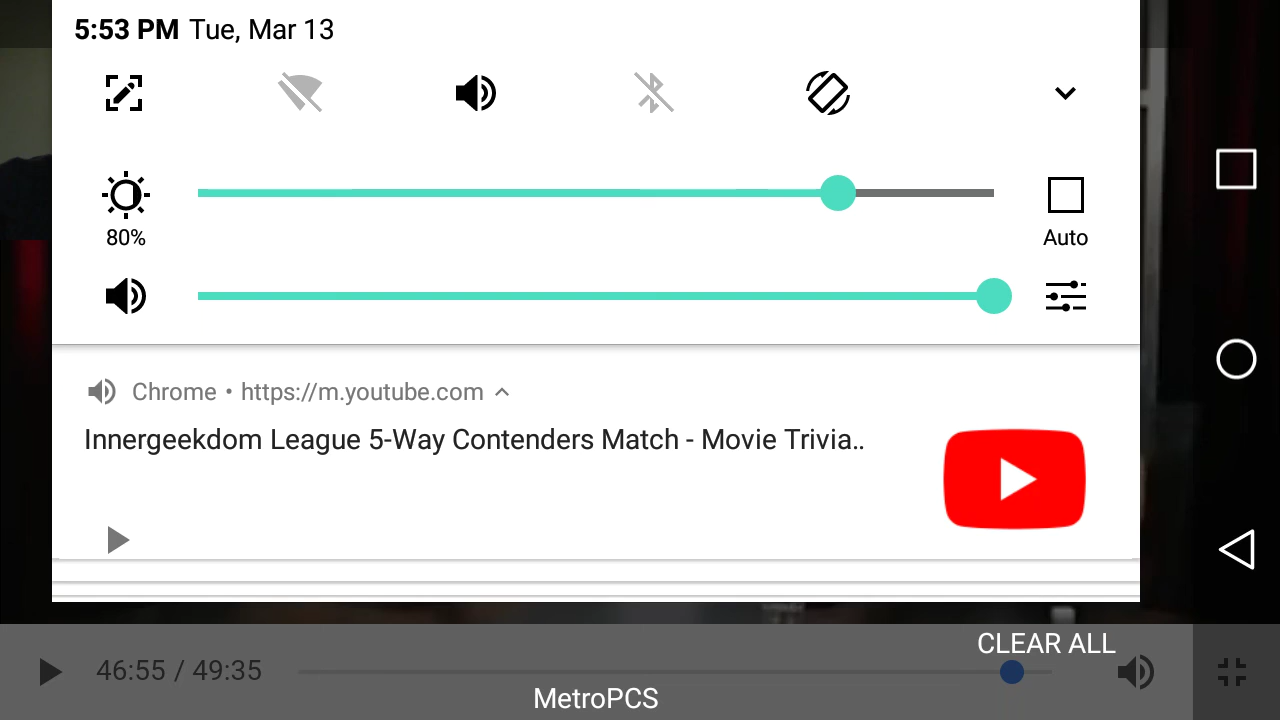 5:53 PM Tue, Mar 13
80%
Auto
Chrome • https://m.youtube.com
Innergeekdom League 5-Way Contenders Match - Movie Trivia..
CLEAR ALL
46:55 / 49:35
MetroPCS